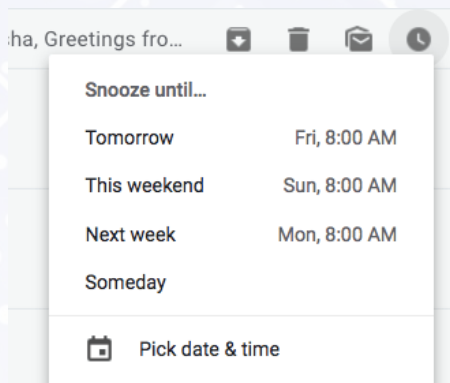 sha, Greetings fro...
Snooze until...
Tomorrow Fri, 8:00 AM
This weekend Sun, 8:00 AM
Next week Mon, 8:00 AM
Someday
Pick date & time